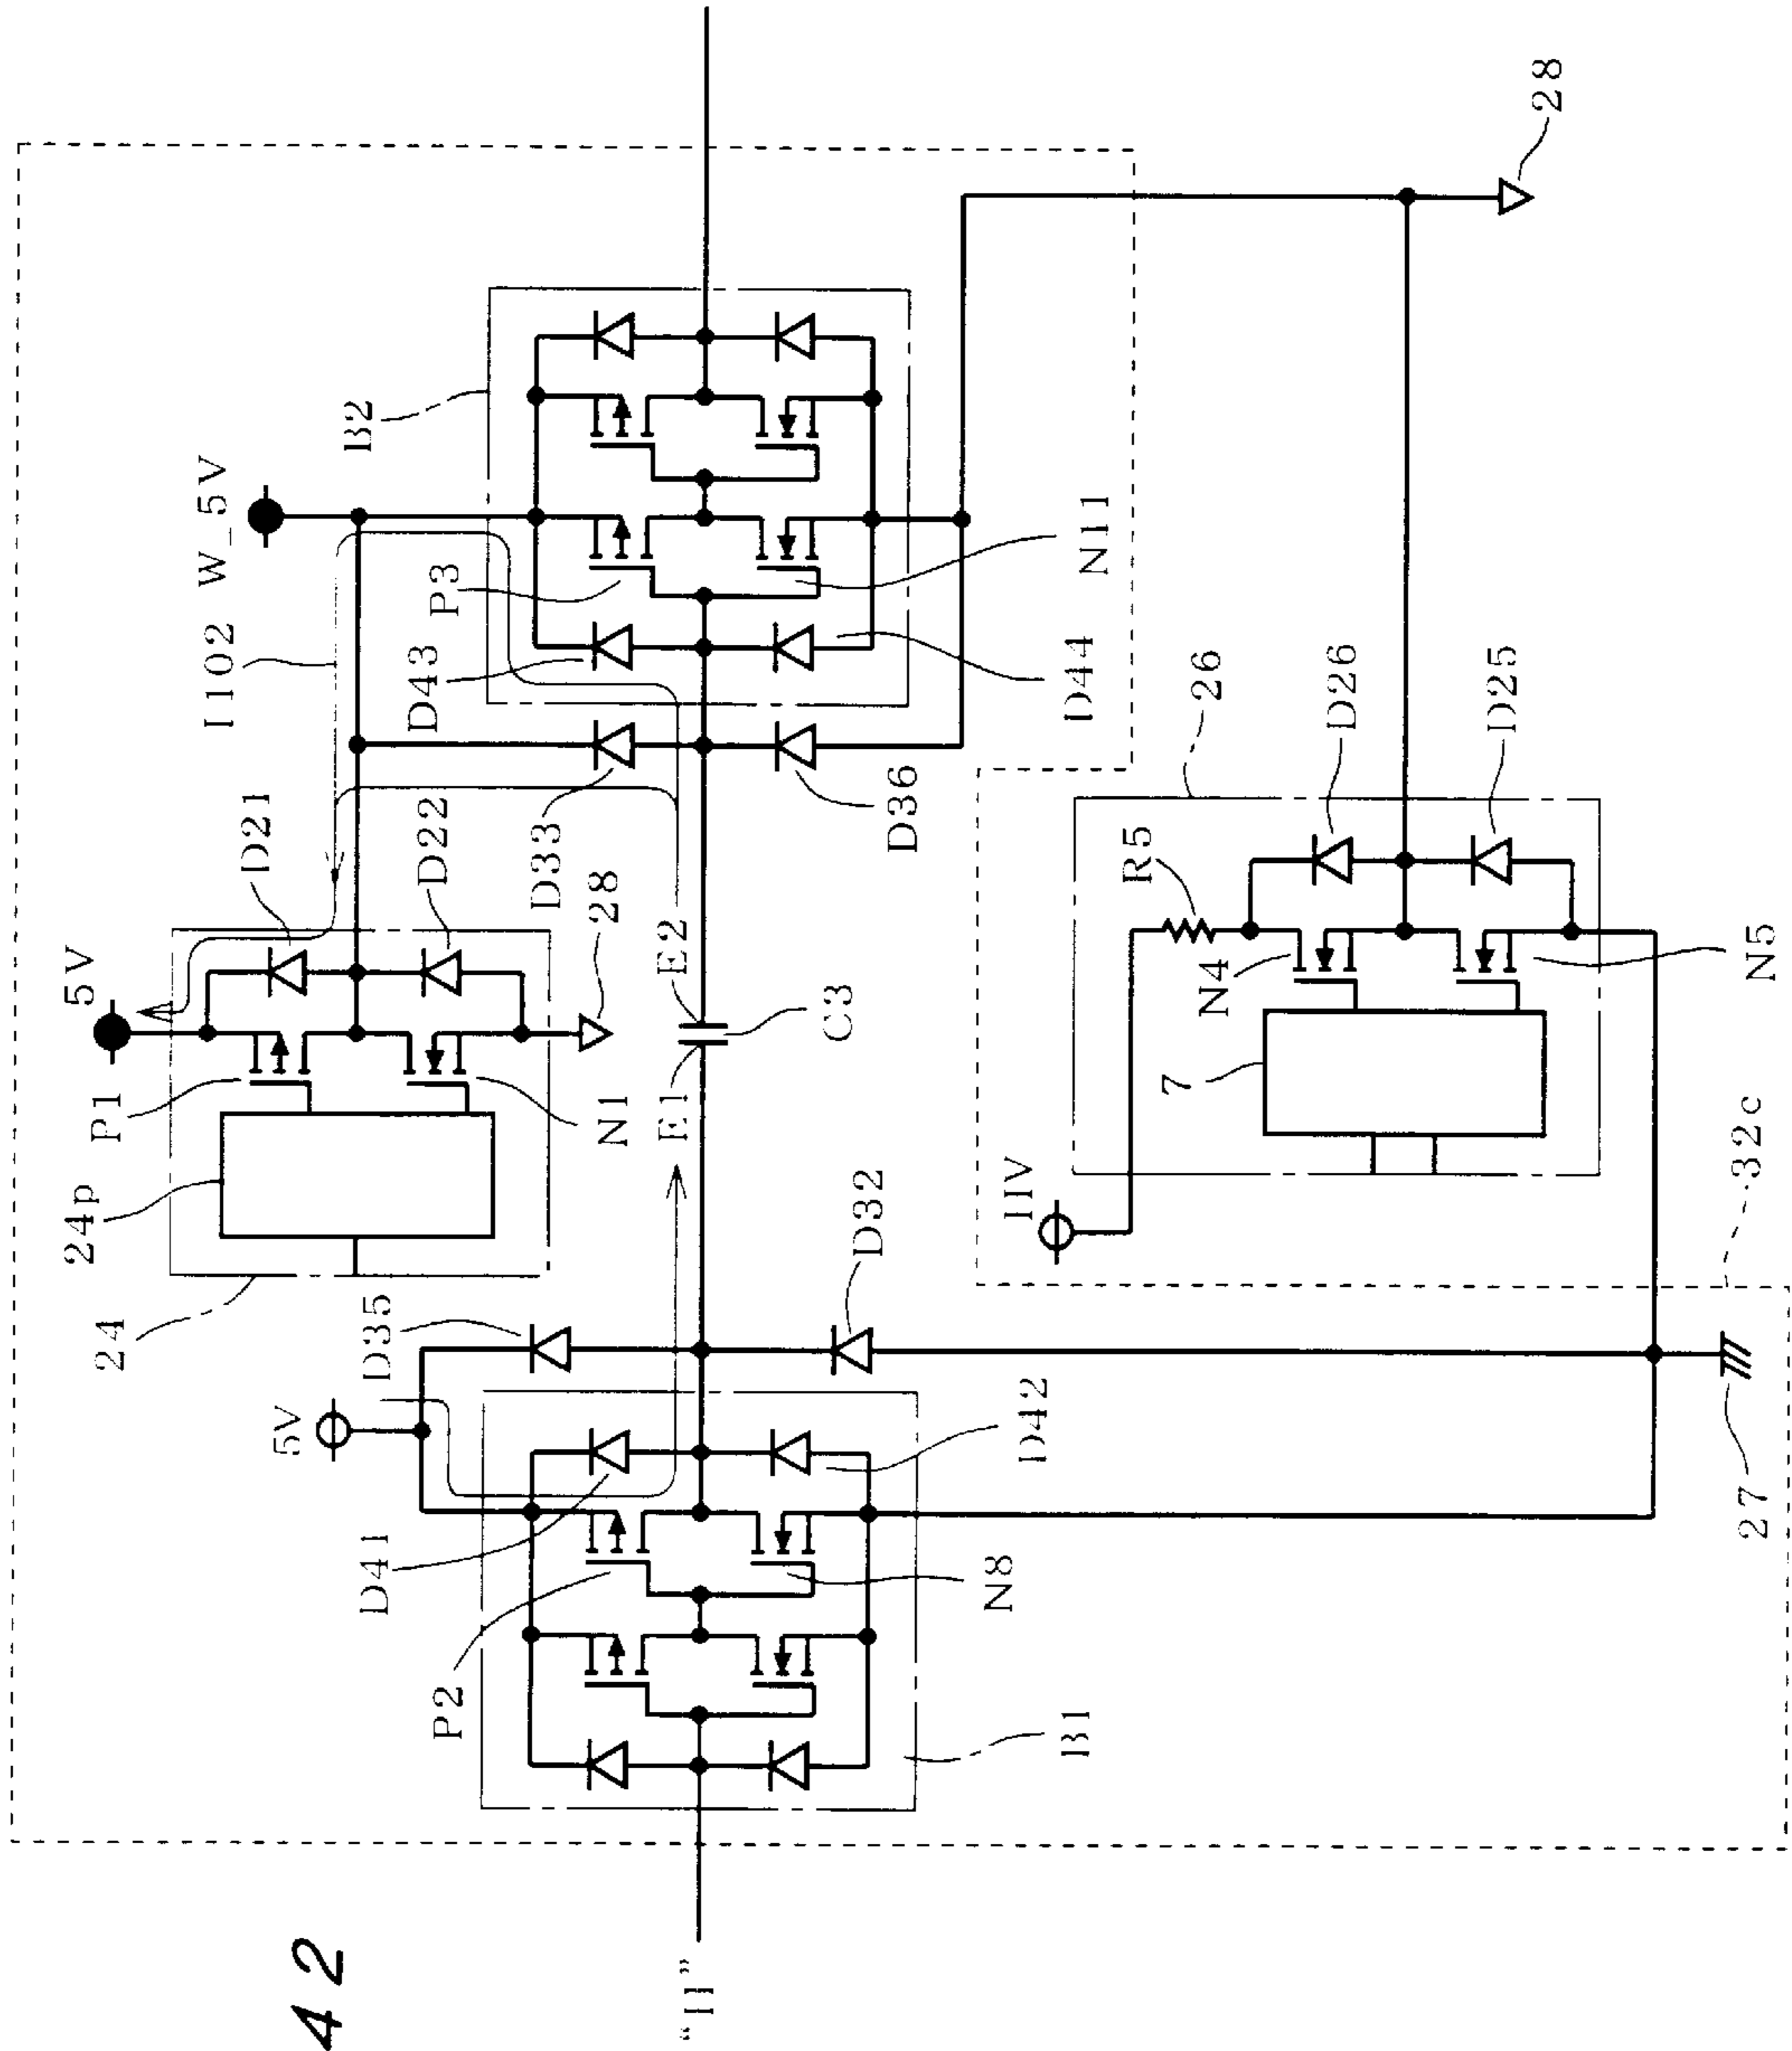 42
24p
P1
5V
24
I102
W_5V
D21
5V
B2
D35
D41
D22
D43
P3
P2
D33
N1
28
E1
E2
“H”
C3
D32
D36
N8
D42
HV
B1
D44
N11
R5
7
N4
26
D26
D25
28
27
32c
N5